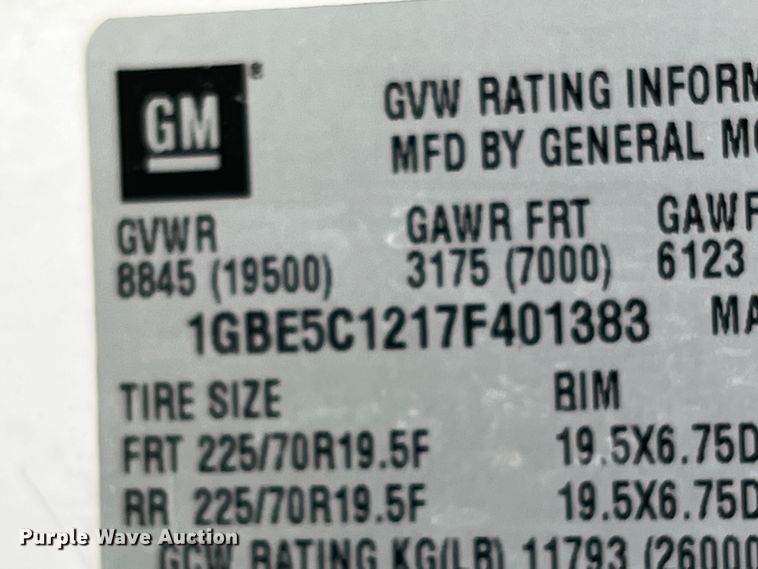 GM®
GVW RATING INFORM
MFD BY GENERAL MO
GVWR GAWR FRT GAWR
8845 (19500) 3175 (7000) 6123
1GBE5C1217F401383 MA
TIRE SIZE RIM
FRT 225/70R19.5F 19.5X6.75D
RR 225/70R19.5F 19.5X6.75D
GCW RATING KG(LB) 11793 (26000
Purple Wave Auction